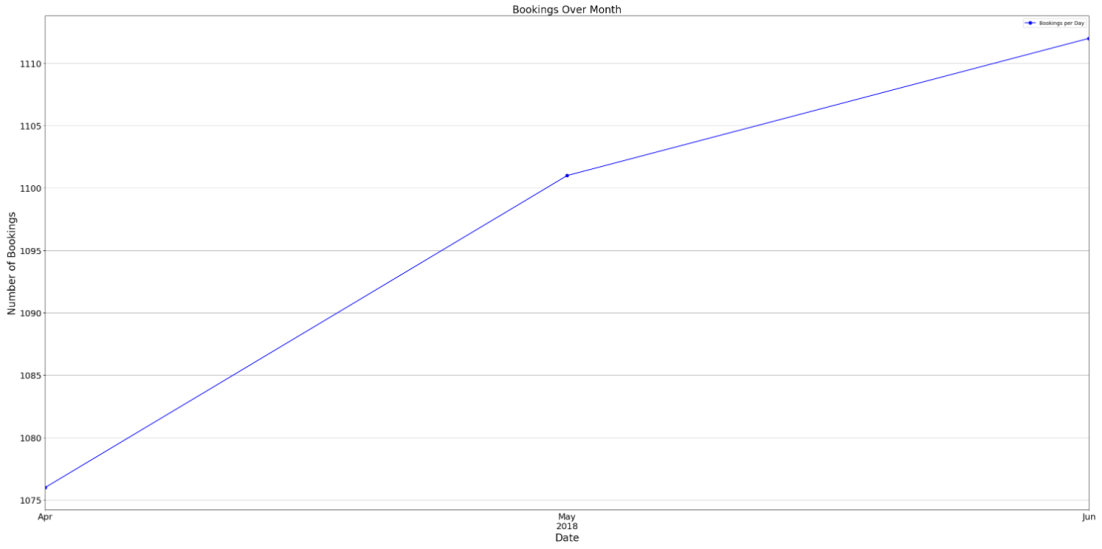 Bookings Over Month
Bookings per Day
1110
1105
1100
1095
1090
1085
1080
1075
Number of Bookings
Apr
May
Jun
2018
Date